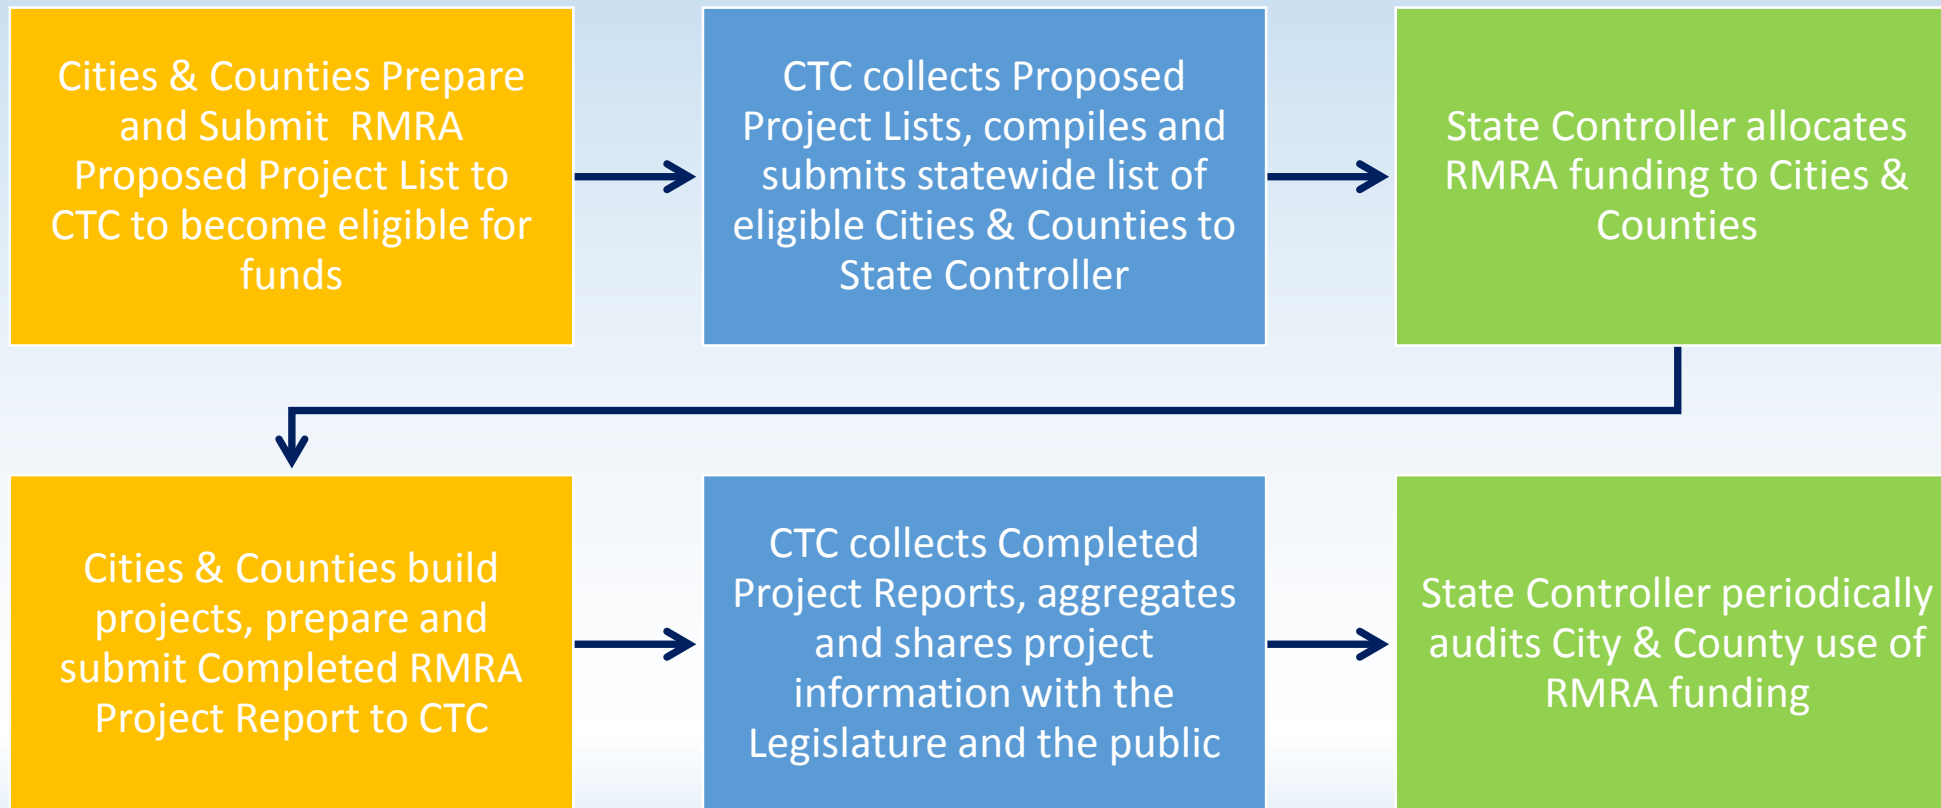 Cities & Counties Prepare
and Submit  RMRA
Proposed Project List to
CTC to become eligible for
funds
CTC collects Proposed
Project Lists, compiles and
submits statewide list of
eligible Cities & Counties to
State Controller
State Controller allocates
RMRA funding to Cities &
Counties
Cities & Counties build
projects, prepare and
submit Completed RMRA
Project Report to CTC
CTC collects Completed
Project Reports, aggregates
and shares project
information with the
Legislature and the public
State Controller periodically
audits City & County use of
RMRA funding